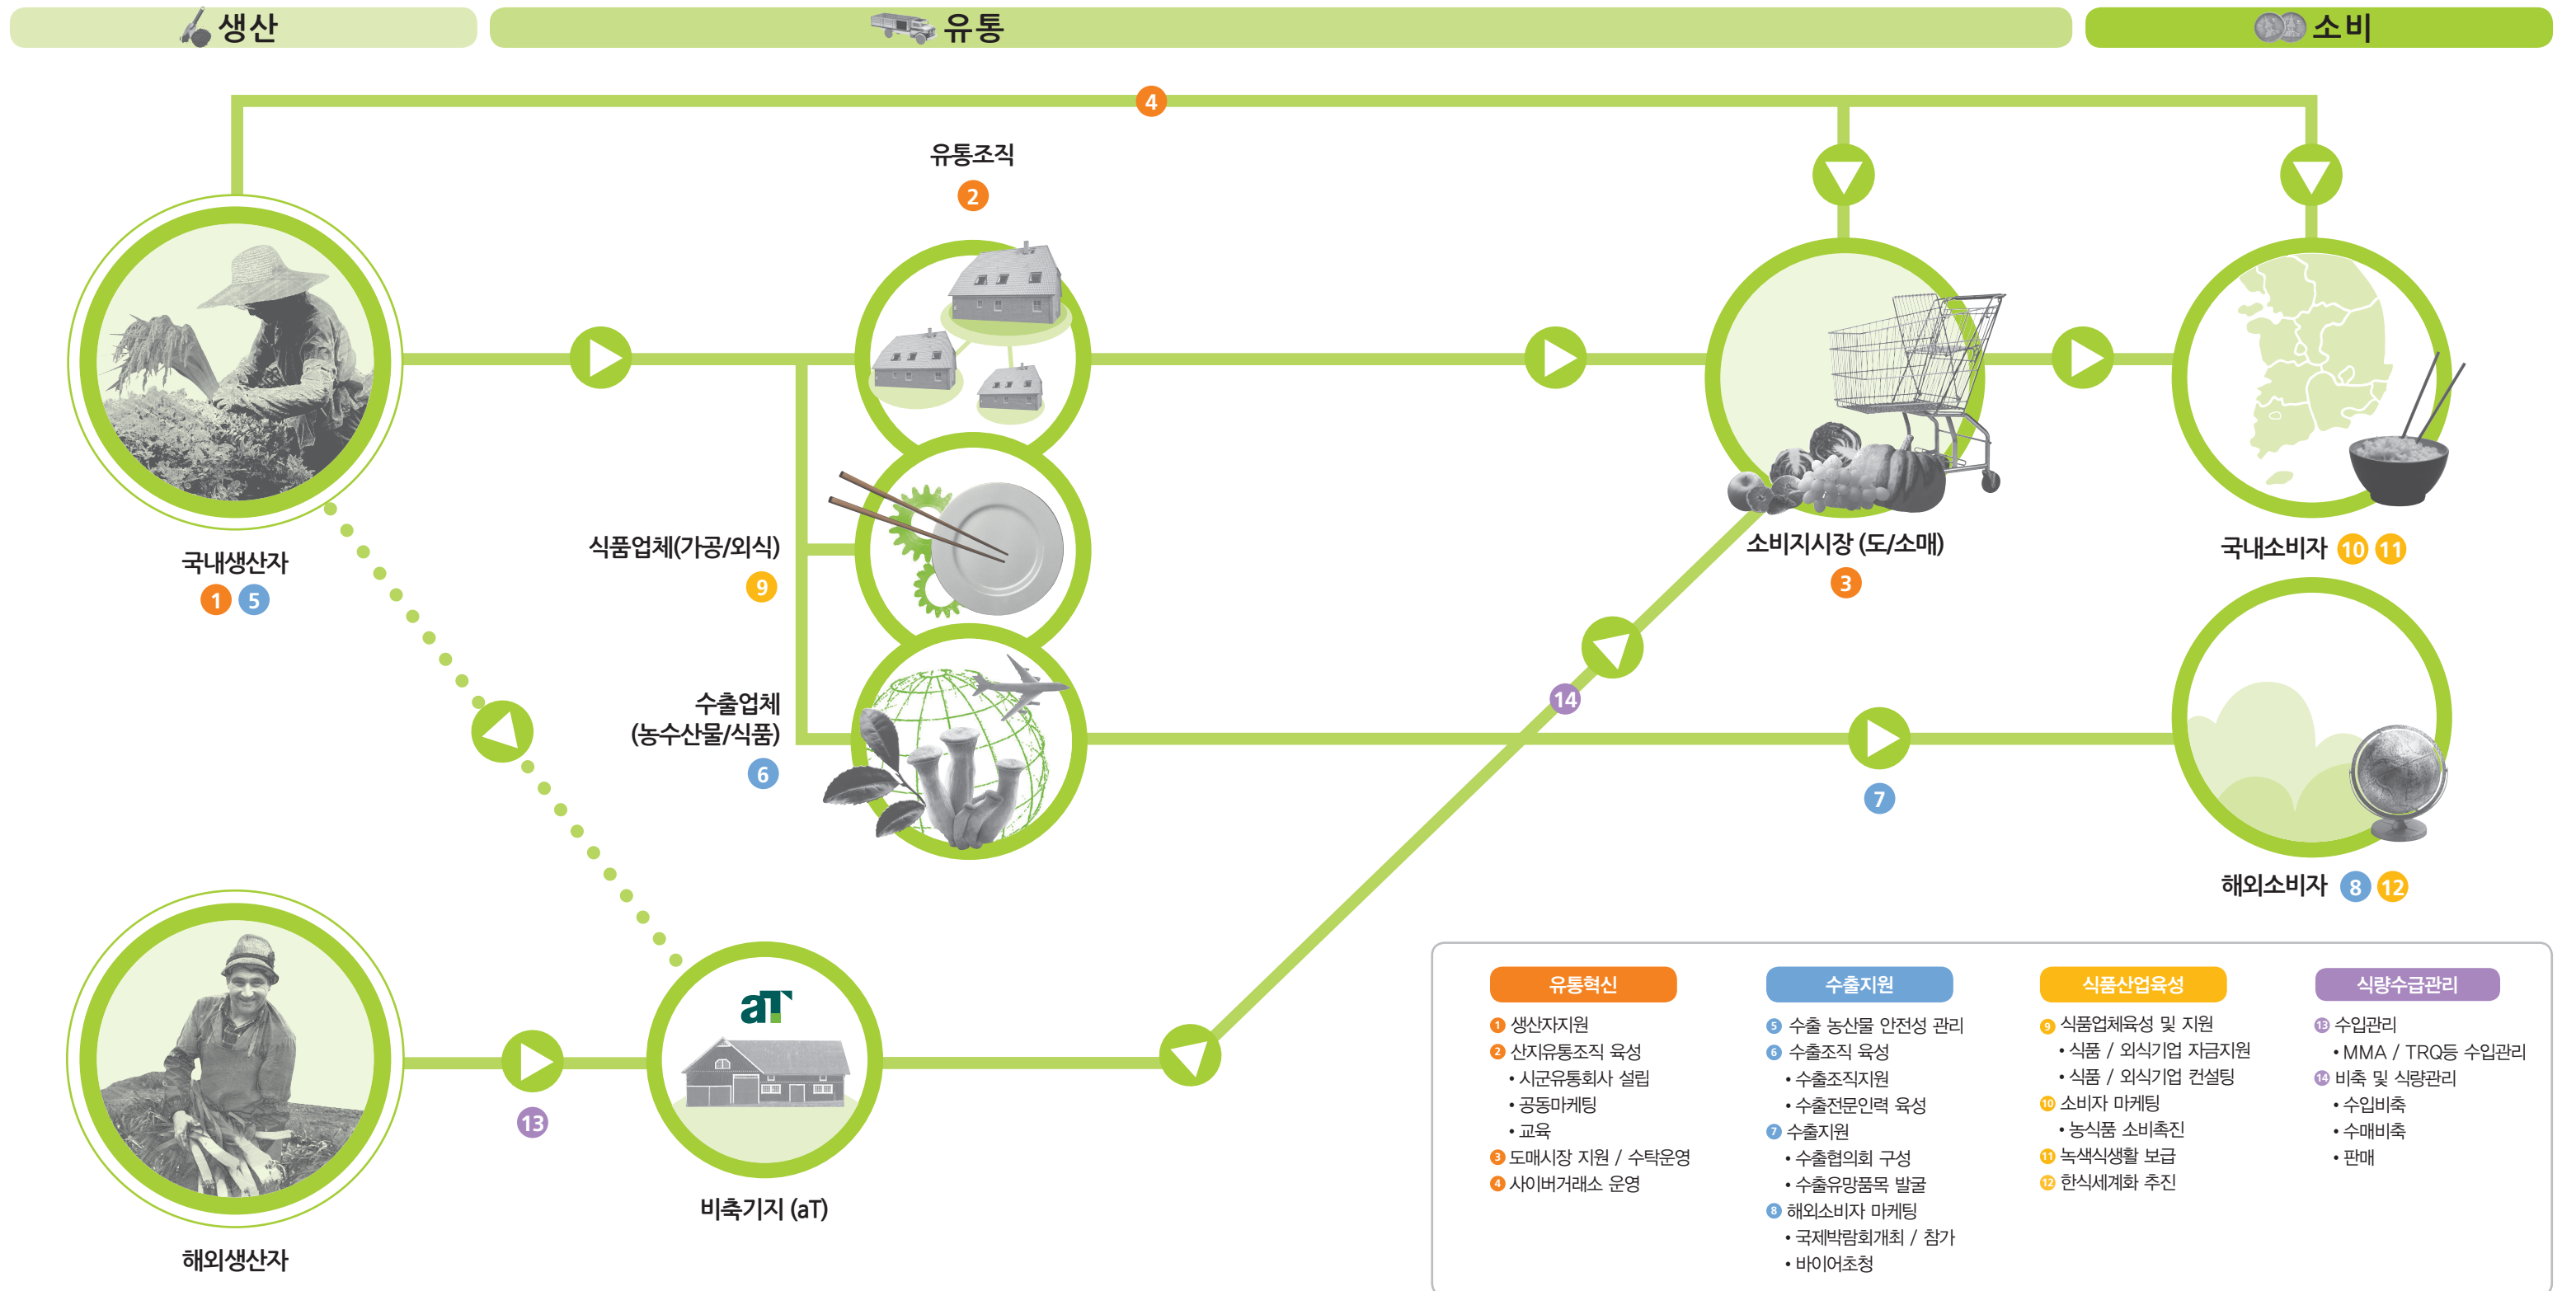 생산
유통
소비
4
유통조직
2
국내생산자
1 5
식품업체(가공/외식)
9
소비지시장 (도/소매)
3
국내소비자 10 11
수출업체
(농수산물/식품)
6
14
7
해외소비자 8 12
해외생산자
13
aT
비축기지 (aT)
유통혁신
1 생산자지원
2 산지유통조직 육성
• 시군유통회사 설립
• 공동마케팅
• 교육
3 도매시장 지원 / 수탁운영
4 사이버거래소 운영
수출지원
5 수출 농산물 안전성 관리
6 수출조직 육성
• 수출조직지원
• 수출전문인력 육성
7 수출지원
• 수출협의회 구성
• 수출유망품목 발굴
8 해외소비자 마케팅
• 국제박람회개최 / 참가
• 바이어초청
식품산업육성
9 식품업체육성 및 지원
• 식품 / 외식기업 자금지원
• 식품 / 외식기업 컨설팅
10 소비자 마케팅
• 농식품 소비촉진
11 녹색식생활 보급
12 한식세계화 추진
식량수급관리
13 수입관리
• MMA / TRQ등 수입관리
14 비축 및 식량관리
• 수입비축
• 수매비축
• 판매